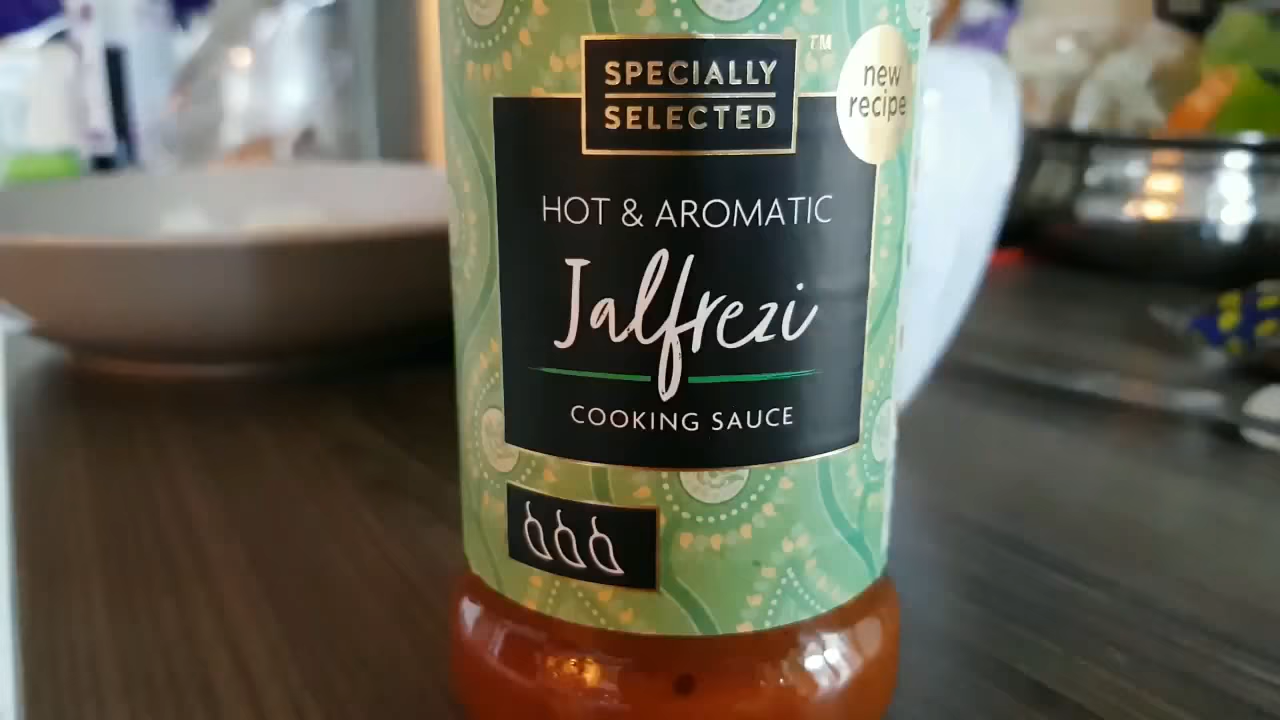 SPECIALLY
SELECTED
TM
new
recipe
HOT & AROMATIC
Jalfrezi
COOKING SAUCE